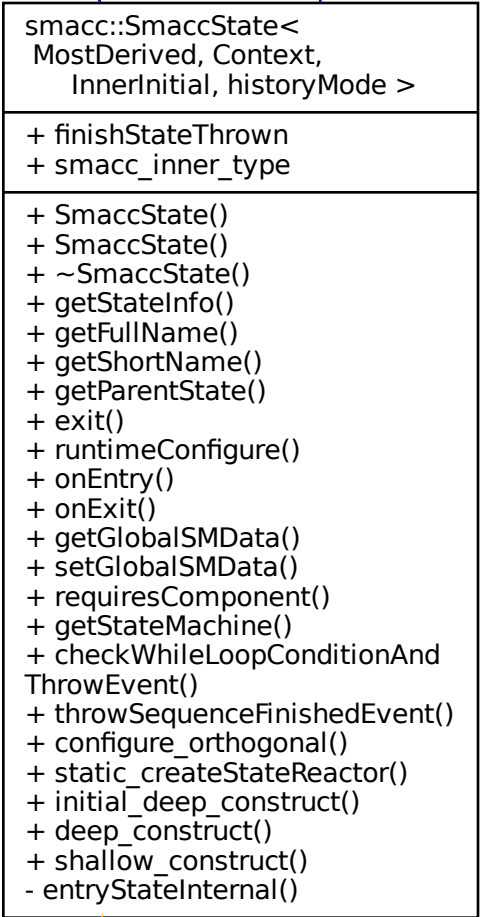 smacc::SmaccState<
MostDerived, Context,
InnerInitial, historyMode >
+ finishStateThrown
+ smacc_inner_type
+ SmaccState()
+ SmaccState()
+ ~SmaccState()
+ getStateInfo()
+ getFullName()
+ getShortName()
+ getParentState()
+ exit()
+ runtimeConfigure()
+ onEntry()
+ onExit()
+ getGlobalSMData()
+ setGlobalSMData()
+ requiresComponent()
+ getStateMachine()
+ checkWhileLoopConditionAnd
ThrowEvent()
+ throwSequenceFinishedEvent()
+ configure_orthogonal()
+ static_createStateReactor()
+ initial_deep_construct()
+ deep_construct()
+ shallow_construct()
- entryStateInternal()